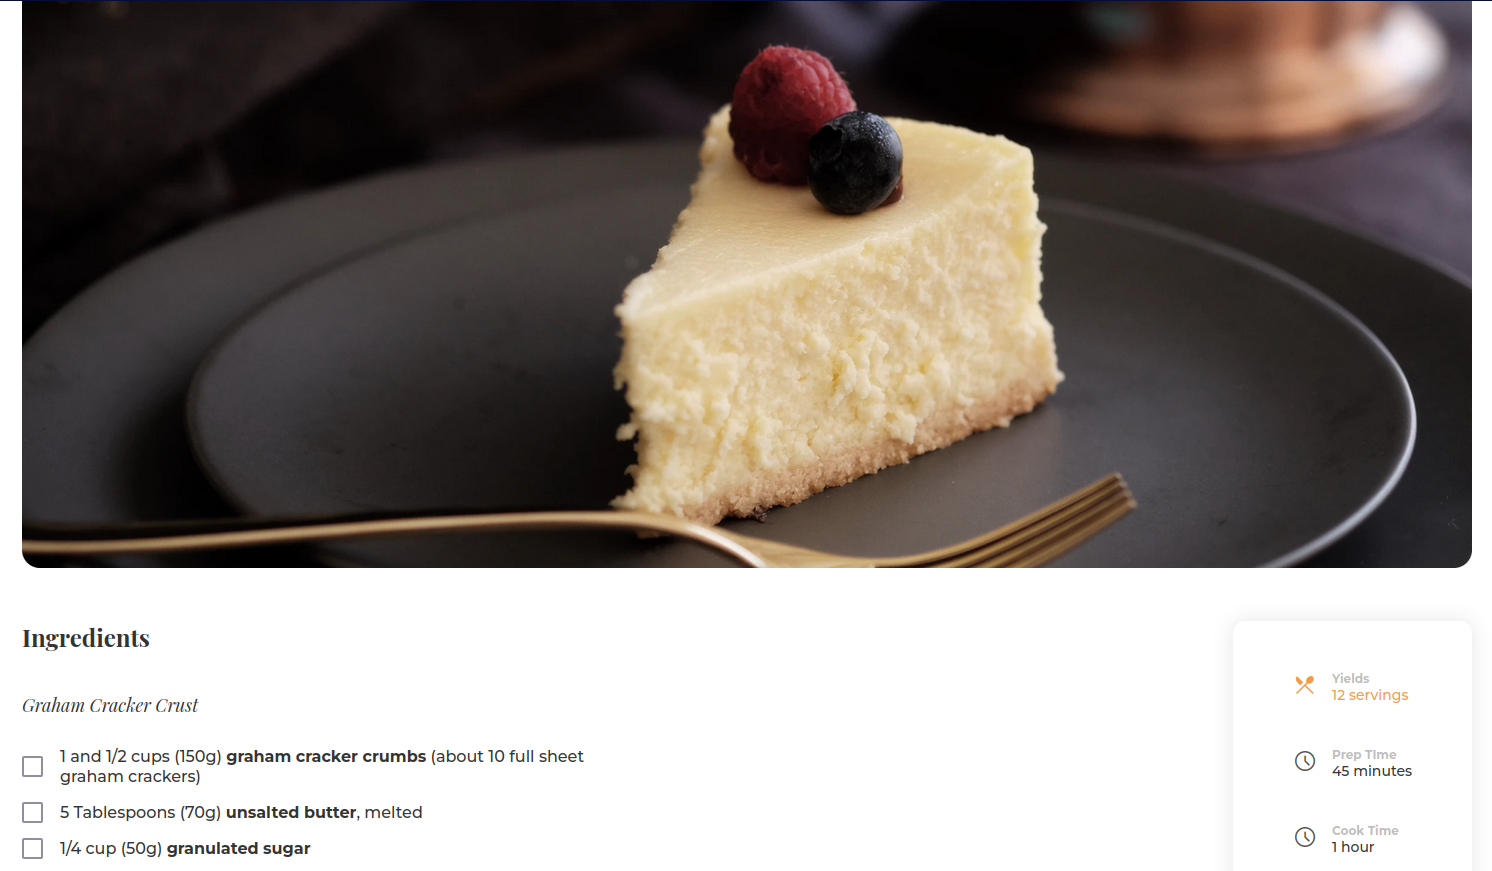 Ingredients
Graham Cracker Crust
1 and 1/2 cups (150g) graham cracker crumbs (about 10 full sheet
graham crackers)
5 Tablespoons (70g) unsalted butter, melted
1/4 cup (50g) granulated sugar
Yields
12 servings
Prep TIme
45 minutes
Cook Time
1 hour